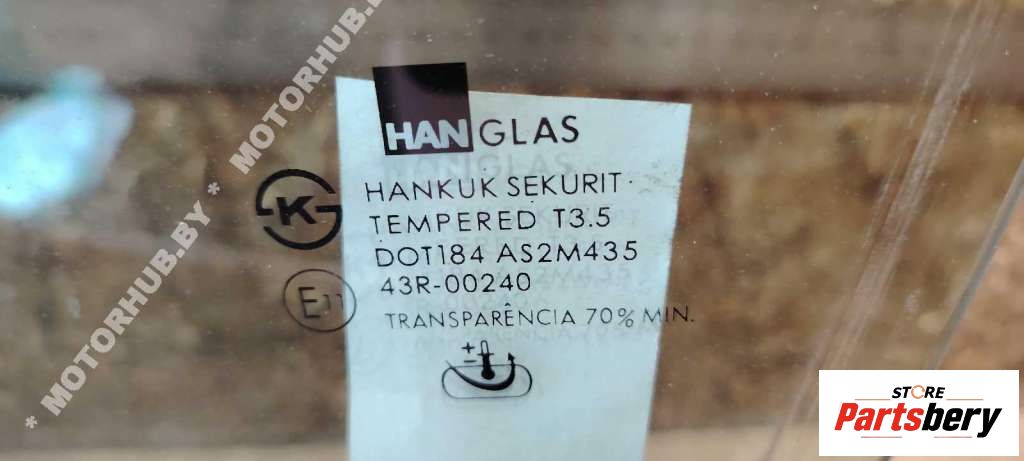 * MOTORHUB.BY * MOTORHUB.BY
HANGLAS
HANKUK SEKURIT
K
TEMPERED T3.5
DOT184 AS2M435
43R-00240
TRANSPARÊNCIA 70% MIN.
STORE
Partsbery